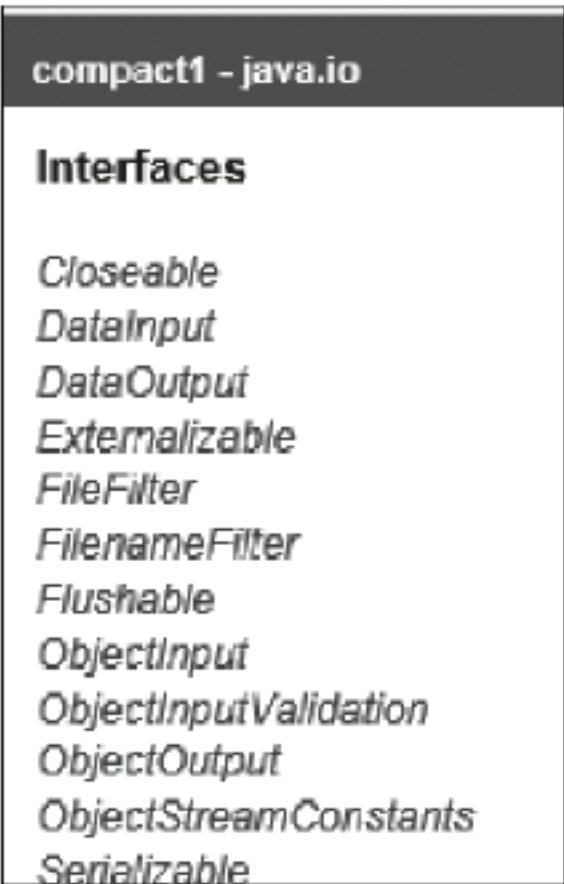 compact1 - java.io
Interfaces
Closeable
DataInput
DataOutput
Externalizable
FileFilter
FilenameFilter
Flushable
ObjectInput
ObjectInputValidation
ObjectOutput
ObjectStreamConstants
Serializable